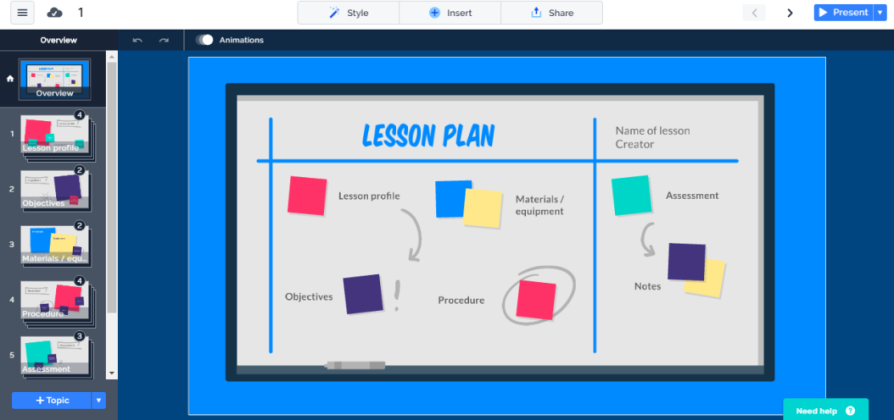 1
Style
Insert
Share
Present
Overview
Animations
Overview
1
4
Lesson profile
2
2
Objectives
3
2
Materials / equ...
4
4
Procedure
5
3
Assessment
+ Topic
LESSON PLAN
Name of lesson
Creator
Lesson profile
Materials /
equipment
Assessment
Objectives
Procedure
Notes
Need help ?